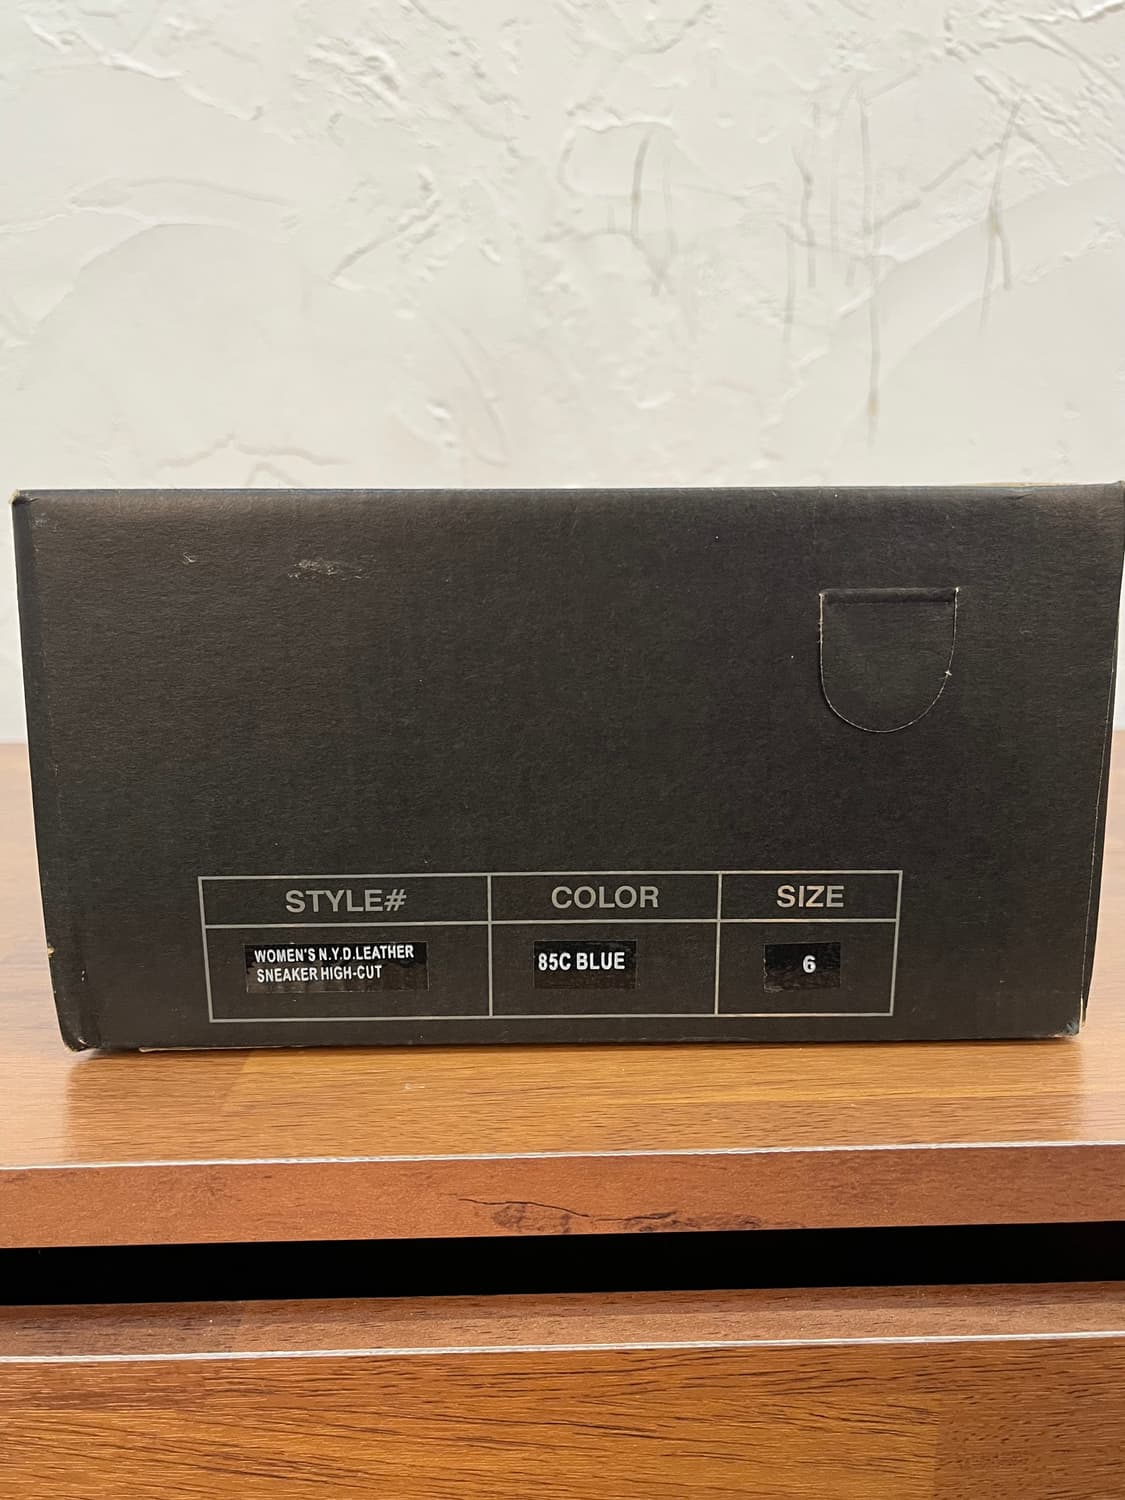 STYLE# COLOR SIZE
WOMEN'S N.Y.D.LEATHER
SNEAKER HIGH-CUT
85C BLUE
6